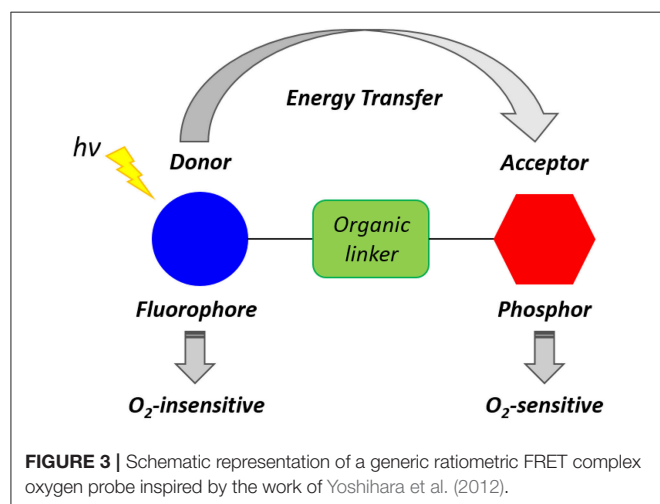 Energy Transfer
hν
Donor
Acceptor
Organic
linker
Fluorophore
Phosphor
O₂-insensitive
O₂-sensitive
FIGURE 3 | Schematic representation of a generic ratiometric FRET complex
oxygen probe inspired by the work of Yoshihara et al. (2012).